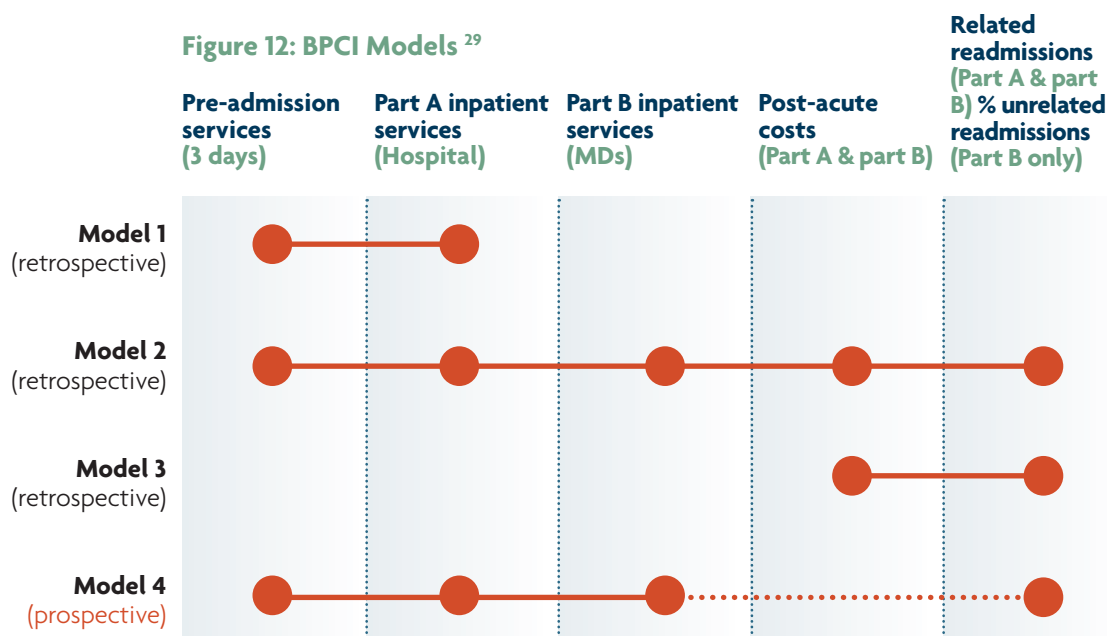 Figure 12: BPCI Models 29
Pre-admission
services
(3 days)
Part A inpatient
services
(Hospital)
Part B inpatient
services
(MDs)
Post-acute
costs
(Part A & part B)
Related
readmissions
(Part A & part
B) % unrelated
readmissions
(Part B only)
Model 1
(retrospective)
Model 2
(retrospective)
Model 3
(retrospective)
Model 4
(prospective)